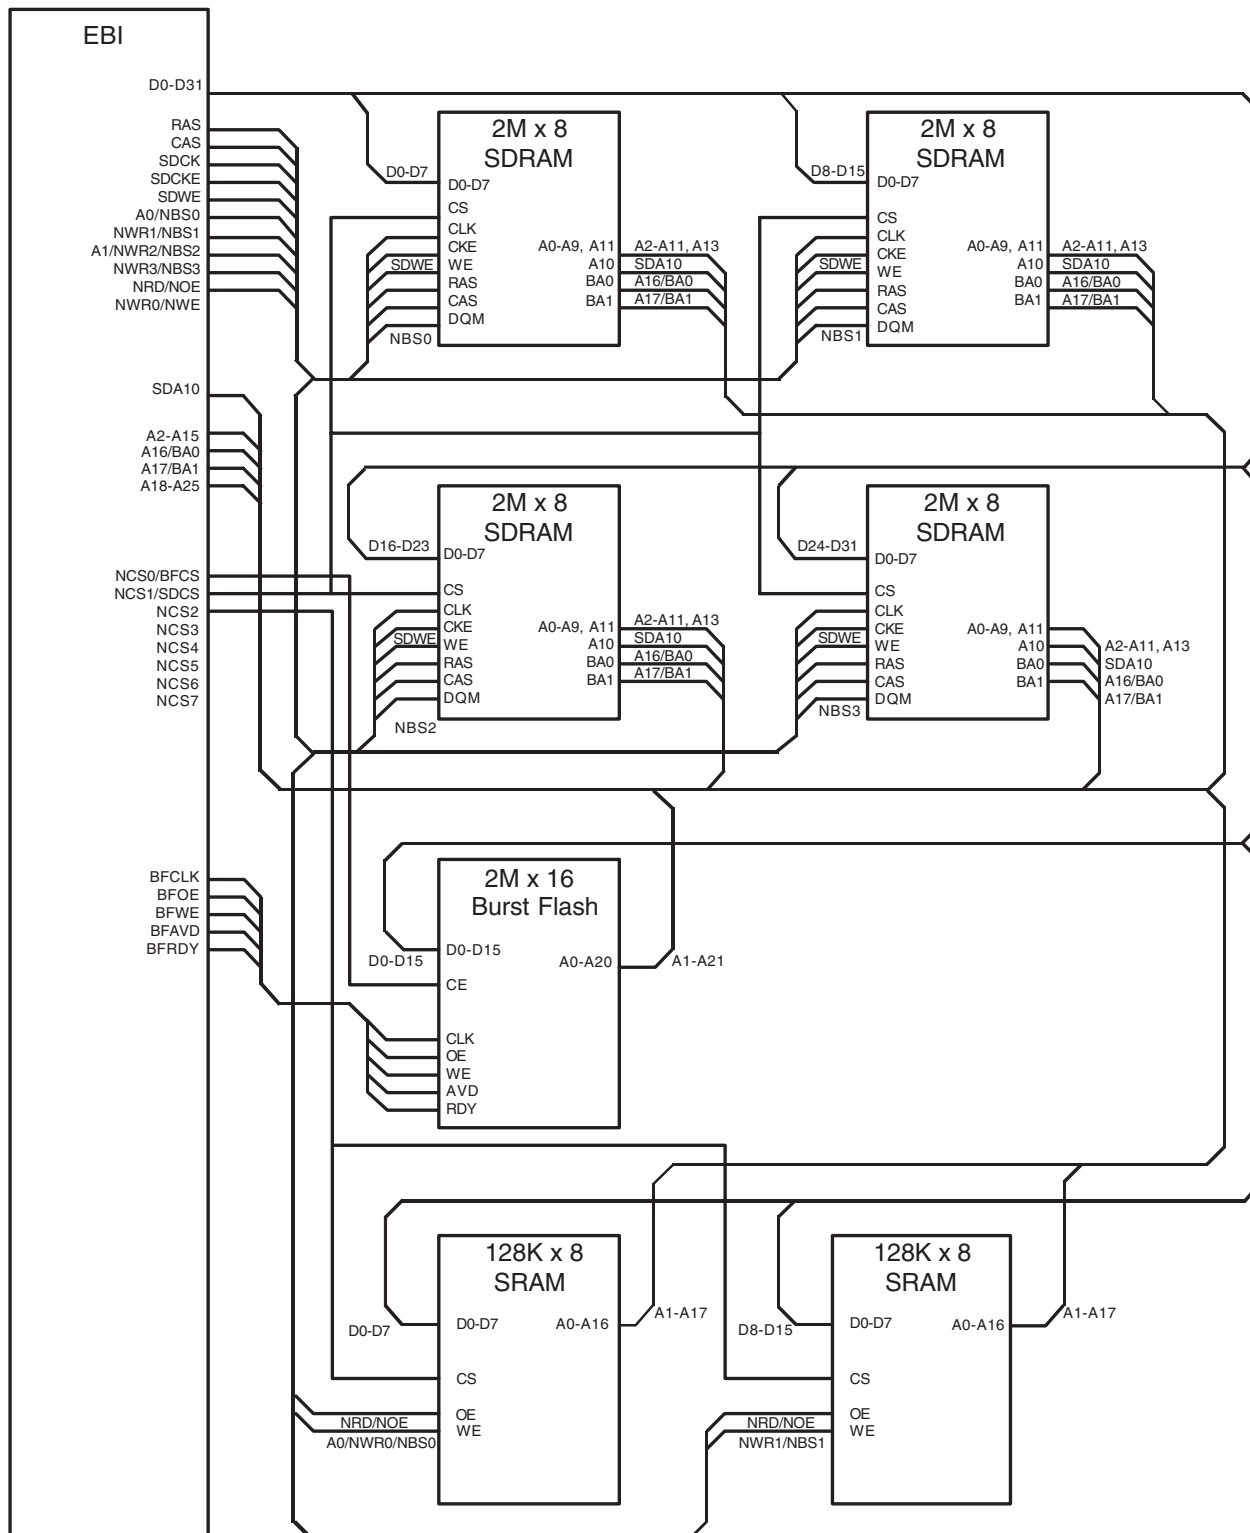 EBI
D0-D31
RAS
CAS
SDCK
SDCKE
SDWE
A0/NBS0
NWR1/NBS1
A1/NWR2/NBS2
NWR3/NBS3
NRD/NOE
NWR0/NWE
SDA10
A2-A15
A16/BA0
A17/BA1
A18-A25
NCS0/BFCS
NCS1/SDCS
NCS2
NCS3
NCS4
NCS5
NCS6
NCS7
BFCLK
BFOE
BFWE
BFAVD
BFRDY
2M x 8
SDRAM
D0-D7
D0-D7
CS
CLK
CKE
SDWE
WE
RAS
CAS
DQM
NBS0
A0-A9, A11
A10
BA0
BA1
A2-A11, A13
SDA10
A16/BA0
A17/BA1
2M x 8
SDRAM
D8-D15
D0-D7
CS
CLK
CKE
SDWE
WE
RAS
CAS
DQM
NBS1
A0-A9, A11
A10
BA0
BA1
A2-A11, A13
SDA10
A16/BA0
A17/BA1
2M x 8
SDRAM
D16-D23
D0-D7
CS
CLK
CKE
SDWE
WE
RAS
CAS
DQM
NBS2
A0-A9, A11
A10
BA0
BA1
A2-A11, A13
SDA10
A16/BA0
A17/BA1
2M x 8
SDRAM
D24-D31
D0-D7
CS
CLK
CKE
SDWE
WE
RAS
CAS
DQM
NBS3
A0-A9, A11
A10
BA0
BA1
A2-A11, A13
SDA10
A16/BA0
A17/BA1
2M x 16
Burst Flash
D0-D15
D0-D15
A0-A20
A1-A21
CE
CLK
OE
WE
AVD
RDY
128K x 8
SRAM
D0-D7
D0-D7
A0-A16
A1-A17
CS
OE
NRD/NOE
WE
A0/NWR0/NBS0
128K x 8
SRAM
D8-D15
D0-D7
A0-A16
A1-A17
CS
OE
NRD/NOE
WE
NWR1/NBS1